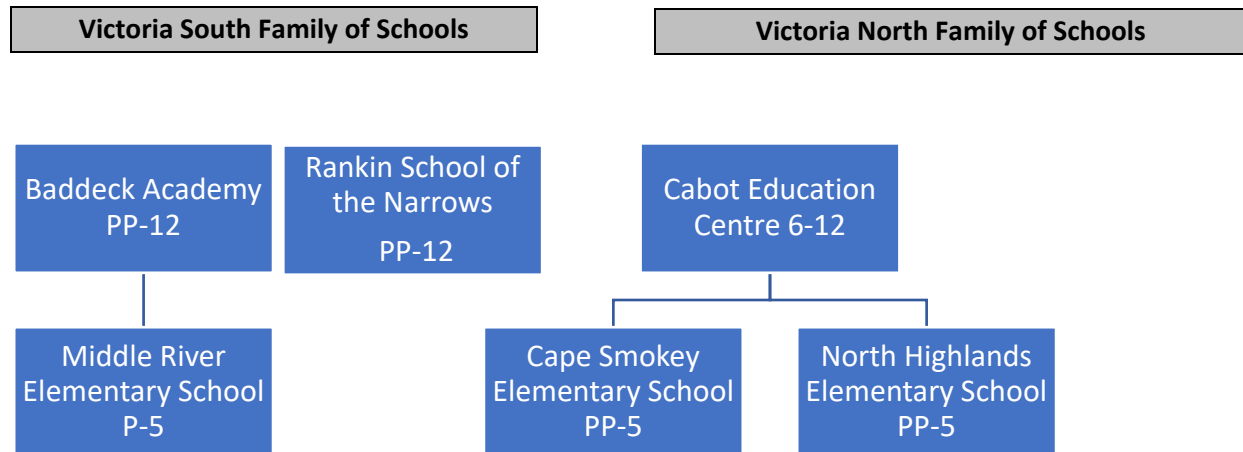 Victoria South Family of Schools
Victoria North Family of Schools
Baddeck Academy
PP-12
Rankin School of
the Narrows
PP-12
Cabot Education
Centre 6-12
Middle River
Elementary School
P-5
Cape Smokey
Elementary School
PP-5
North Highlands
Elementary School
PP-5